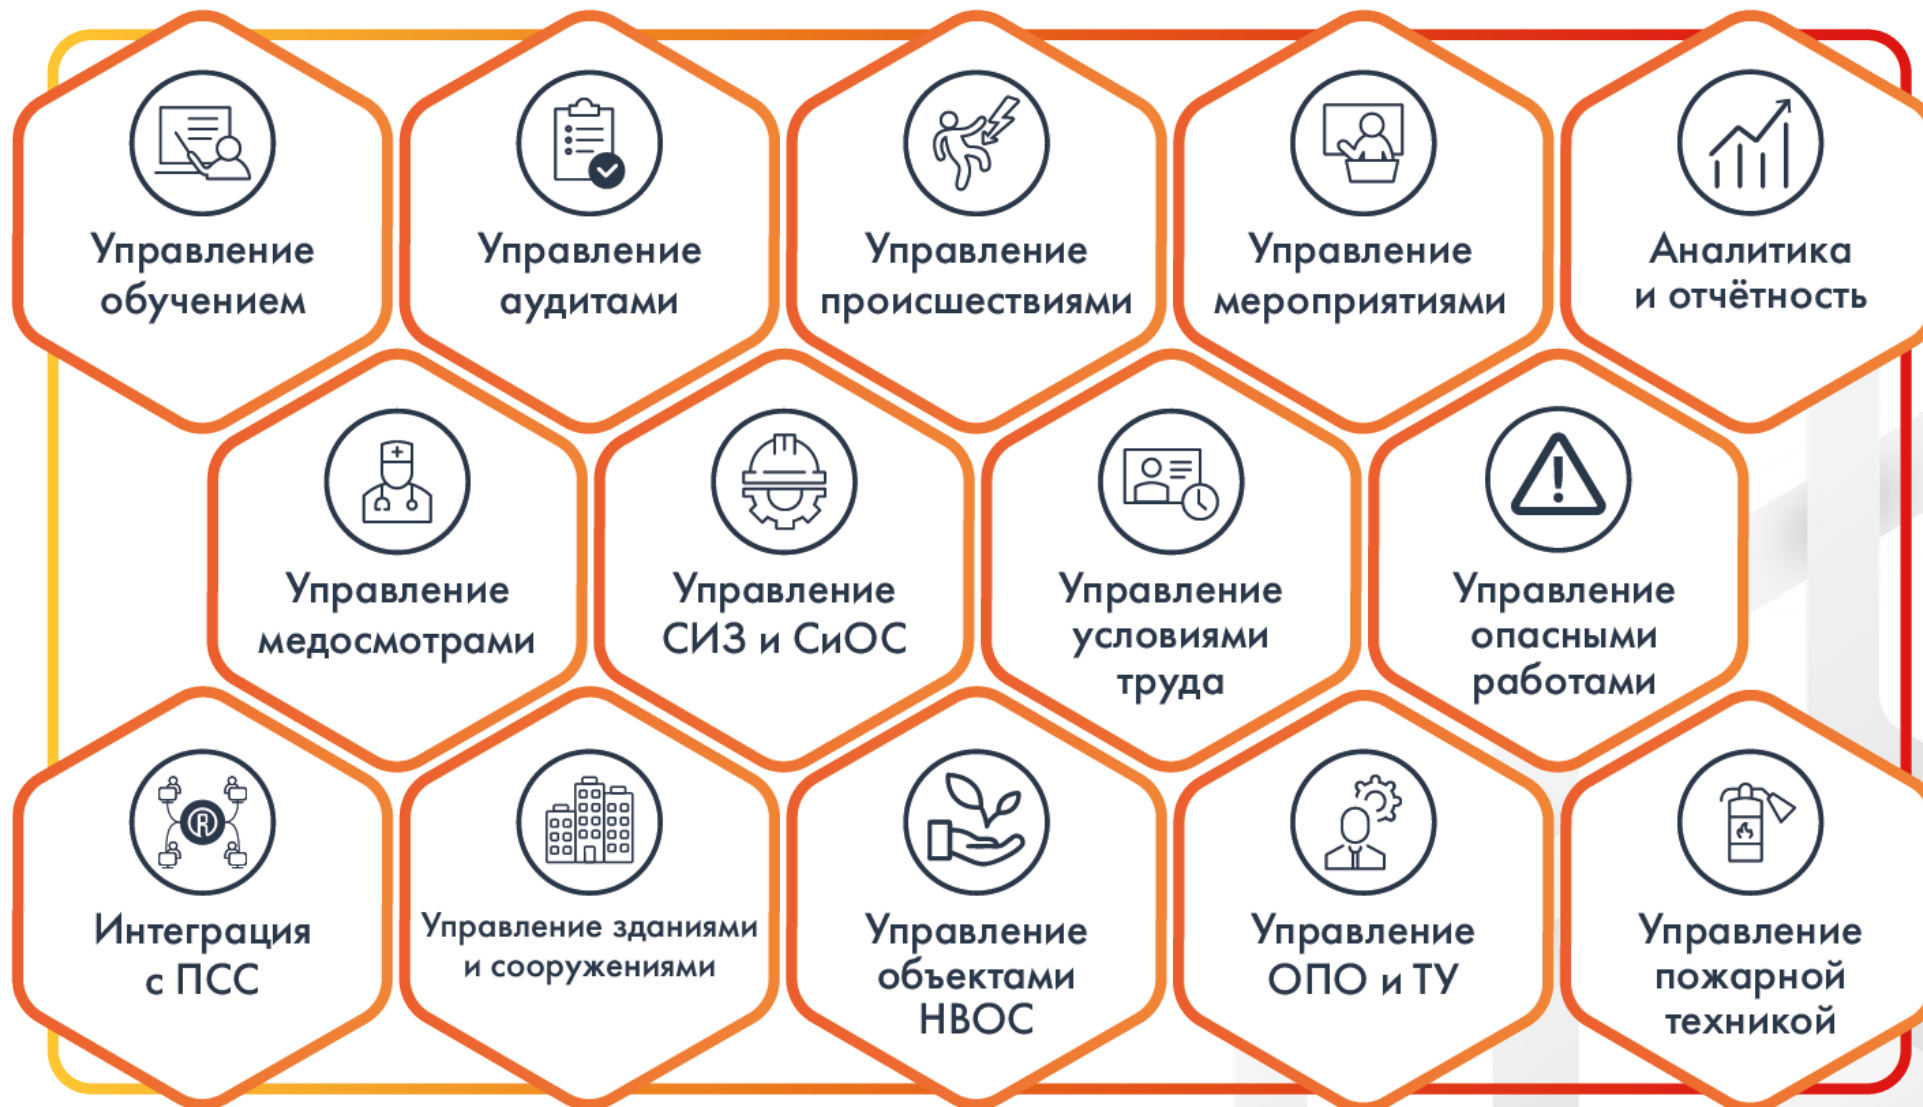 Управление
обучением
Управление
аудитами
Управление
происшествиями
Управление
мероприятиями
Аналитика
и отчётность
Управление
медосмотрами
Управление
СИЗ и СиОС
Управление
условиями
труда
Управление
опасными
работами
®
Интеграция
с ПСС
Управление зданиями
и сооружениями
Управление
объектами
НВОС
Управление
ОПО и ТУ
Управление
пожарной
техникой